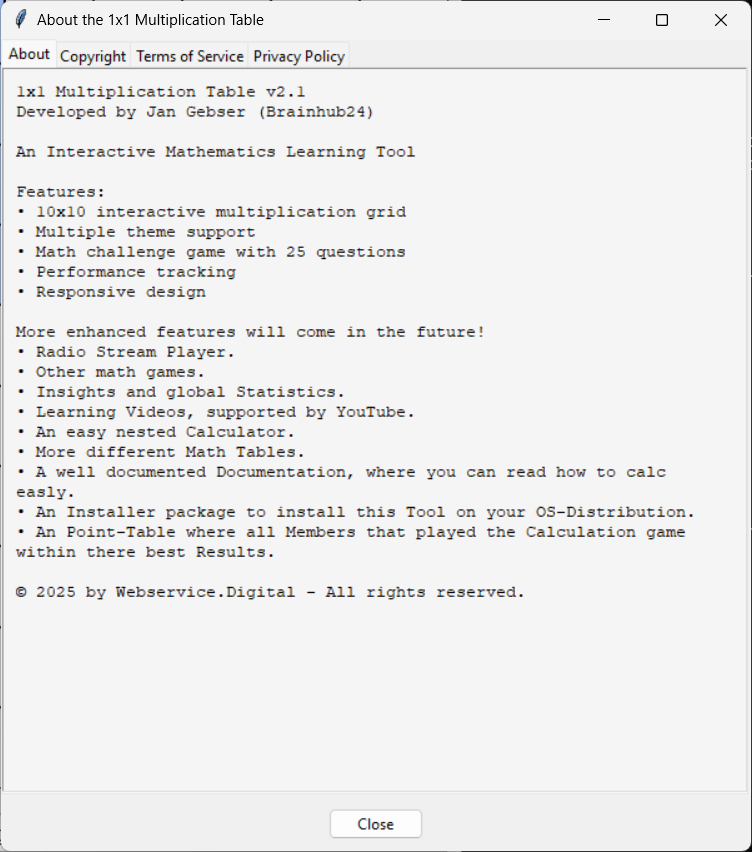 About the 1x1 Multiplication Table
About Copyright Terms of Service Privacy Policy
1x1 Multiplication Table v2.1
Developed by Jan Gebser (Brainhub24)
An Interactive Mathematics Learning Tool
Features:
• 10x10 interactive multiplication grid
• Multiple theme support
• Math challenge game with 25 questions
• Performance tracking
• Responsive design
More enhanced features will come in the future!
• Radio Stream Player.
• Other math games.
• Insights and global Statistics.
• Learning Videos, supported by YouTube.
• An easy nested Calculator.
• More different Math Tables.
• A well documented Documentation, where you can read how to calc
easly.
• An Installer package to install this Tool on your OS-Distribution.
• An Point-Table where all Members that played the Calculation game
within there best Results.
© 2025 by Webservice.Digital - All rights reserved.
Close